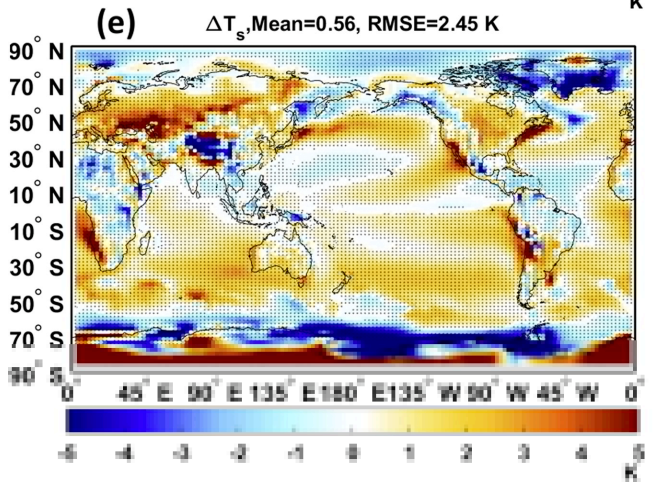 K
(e) ΔTs,Mean=0.56, RMSE=2.45 K
90° N
70° N
50° N
30° N
10° N
10° S
30° S
50° S
70° S
90° S
0° 45° E 90° E 135° E 180° E 135° W 90° W 45° W 0°
-5 -4 -3 -2 -1 0 1 2 3 4 5
K